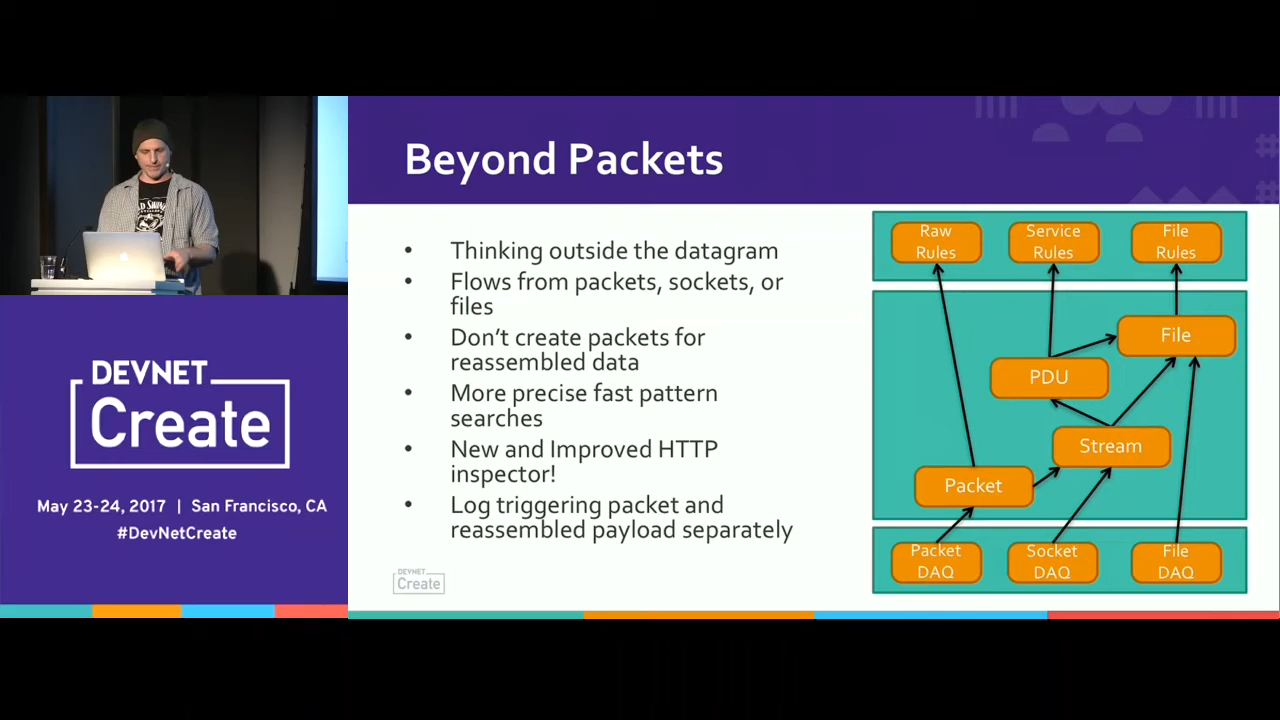 Beyond Packets
• Thinking outside the datagram
• Flows from packets, sockets, or
files
• Don't create packets for
reassembled data
• More precise fast pattern
searches
• New and Improved HTTP
inspector!
• Log triggering packet and
reassembled payload separately
Raw
Rules
Service
Rules
File
Rules
File
PDU
Stream
Packet
Packet
DAQ
Socket
DAQ
File
DAQ
DEVNET
Create
DEVNET
Create
May 23-24, 2017 | San Francisco, CA
#DevNetCreate